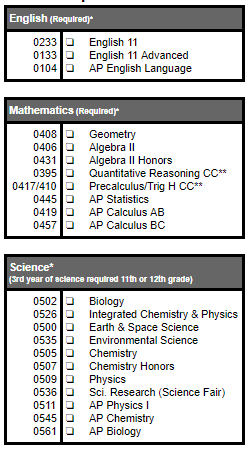 English (Required)*
0233 ❏ English 11
0331 ❏ English 11 Advanced
0104 ❏ AP English Language
Mathematics (Required)*
0408 ❏ Geometry
0406 ❏ Algebra II
0431 ❏ Algebra II Honors
0395 ❏ Quantitative Reasoning CC**
0417/410 ❏ Precalculus/Trig H CC**
0445 ❏ AP Statistics
0419 ❏ AP Calculus AB
0457 ❏ AP Calculus BC
Science*
(3rd year of science required 11th or 12th grade)
0502 ❏ Biology
0526 ❏ Integrated Chemistry & Physics
0500 ❏ Earth & Space Science
0535 ❏ Environmental Science
0505 ❏ Chemistry
0507 ❏ Chemistry Honors
0509 ❏ Physics
0536 ❏ Sci. Research (Science Fair)
0511 ❏ AP Physics I
0545 ❏ AP Chemistry
0561 ❏ AP Biology